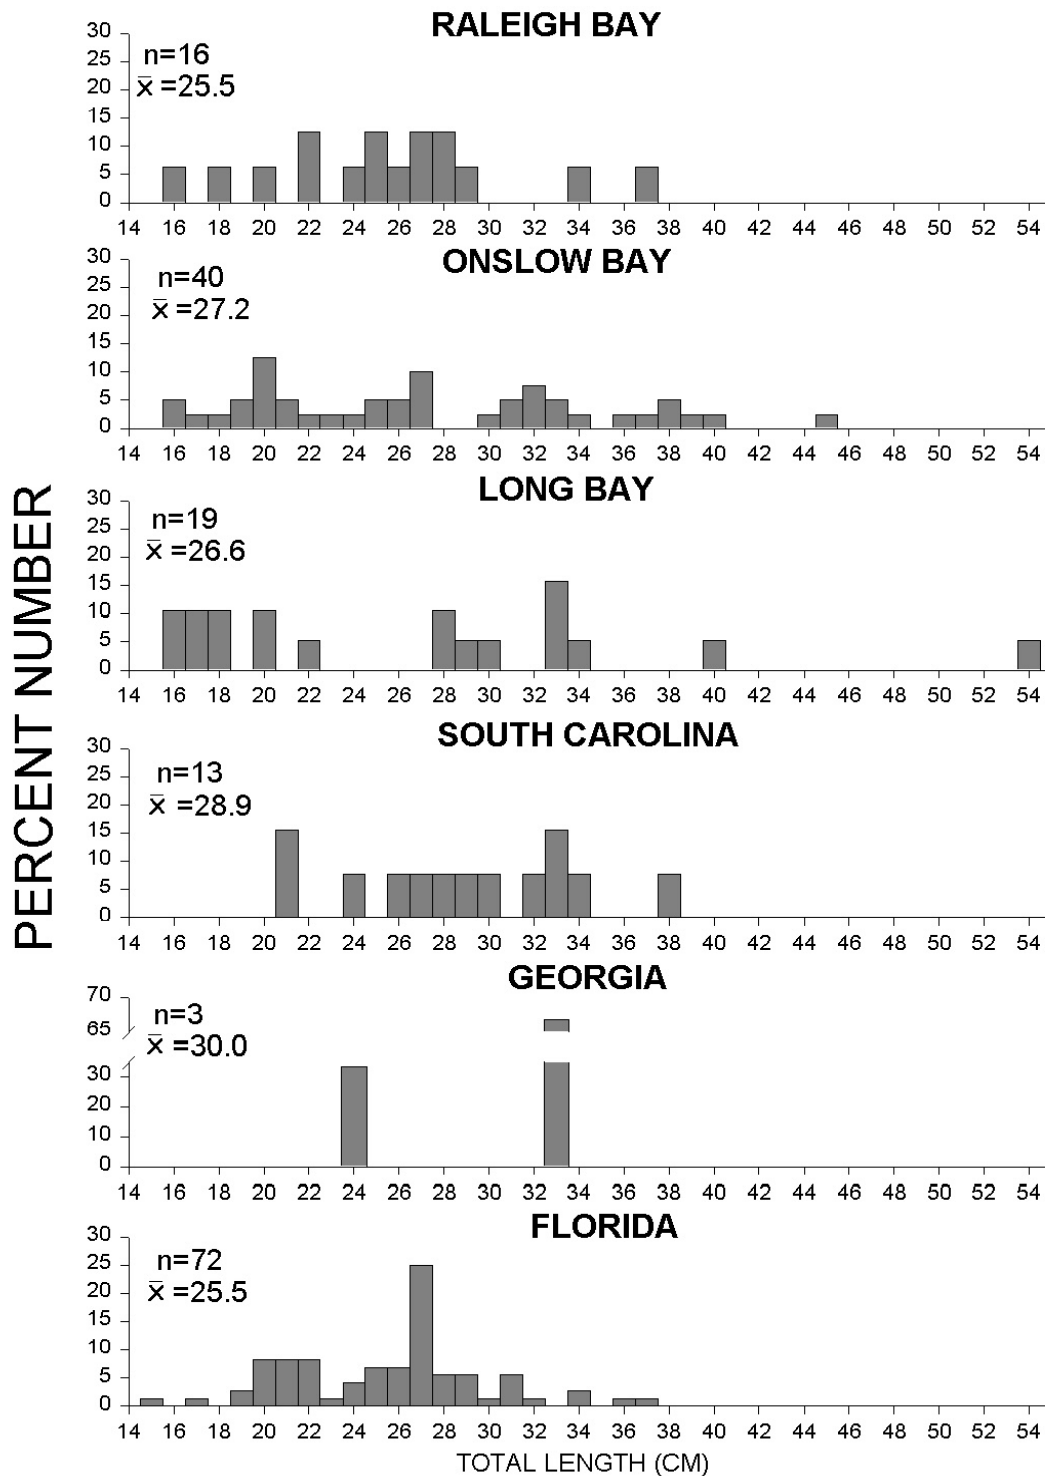 PERCENT NUMBER
RALEIGH BAY
n=16
x̄ =25.5
30
25
20
15
10
5
0
14 16 18 20 22 24 26 28 30 32 34 36 38 40 42 44 46 48 50 52 54
ONSLOW BAY
n=40
x̄ =27.2
30
25
20
15
10
5
0
14 16 18 20 22 24 26 28 30 32 34 36 38 40 42 44 46 48 50 52 54
LONG BAY
n=19
x̄ =26.6
30
25
20
15
10
5
0
14 16 18 20 22 24 26 28 30 32 34 36 38 40 42 44 46 48 50 52 54
SOUTH CAROLINA
n=13
x̄ =28.9
30
25
20
15
10
5
0
14 16 18 20 22 24 26 28 30 32 34 36 38 40 42 44 46 48 50 52 54
GEORGIA
n=3
x̄ =30.0
70
65
30
20
10
0
14 16 18 20 22 24 26 28 30 32 34 36 38 40 42 44 46 48 50 52 54
FLORIDA
n=72
x̄ =25.5
30
25
20
15
10
5
0
14 16 18 20 22 24 26 28 30 32 34 36 38 40 42 44 46 48 50 52 54
TOTAL LENGTH (CM)